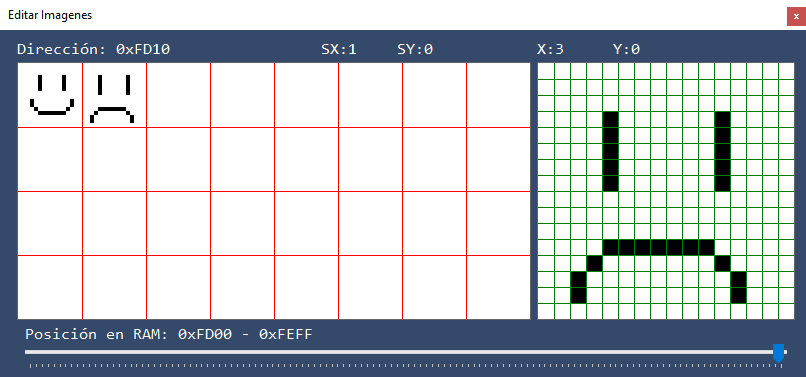 Editar Imagenes
x
Dirección: 0xFD10 SX:1 SY:0 X:3 Y:0
Posición en RAM: 0xFD00 - 0xFEFF